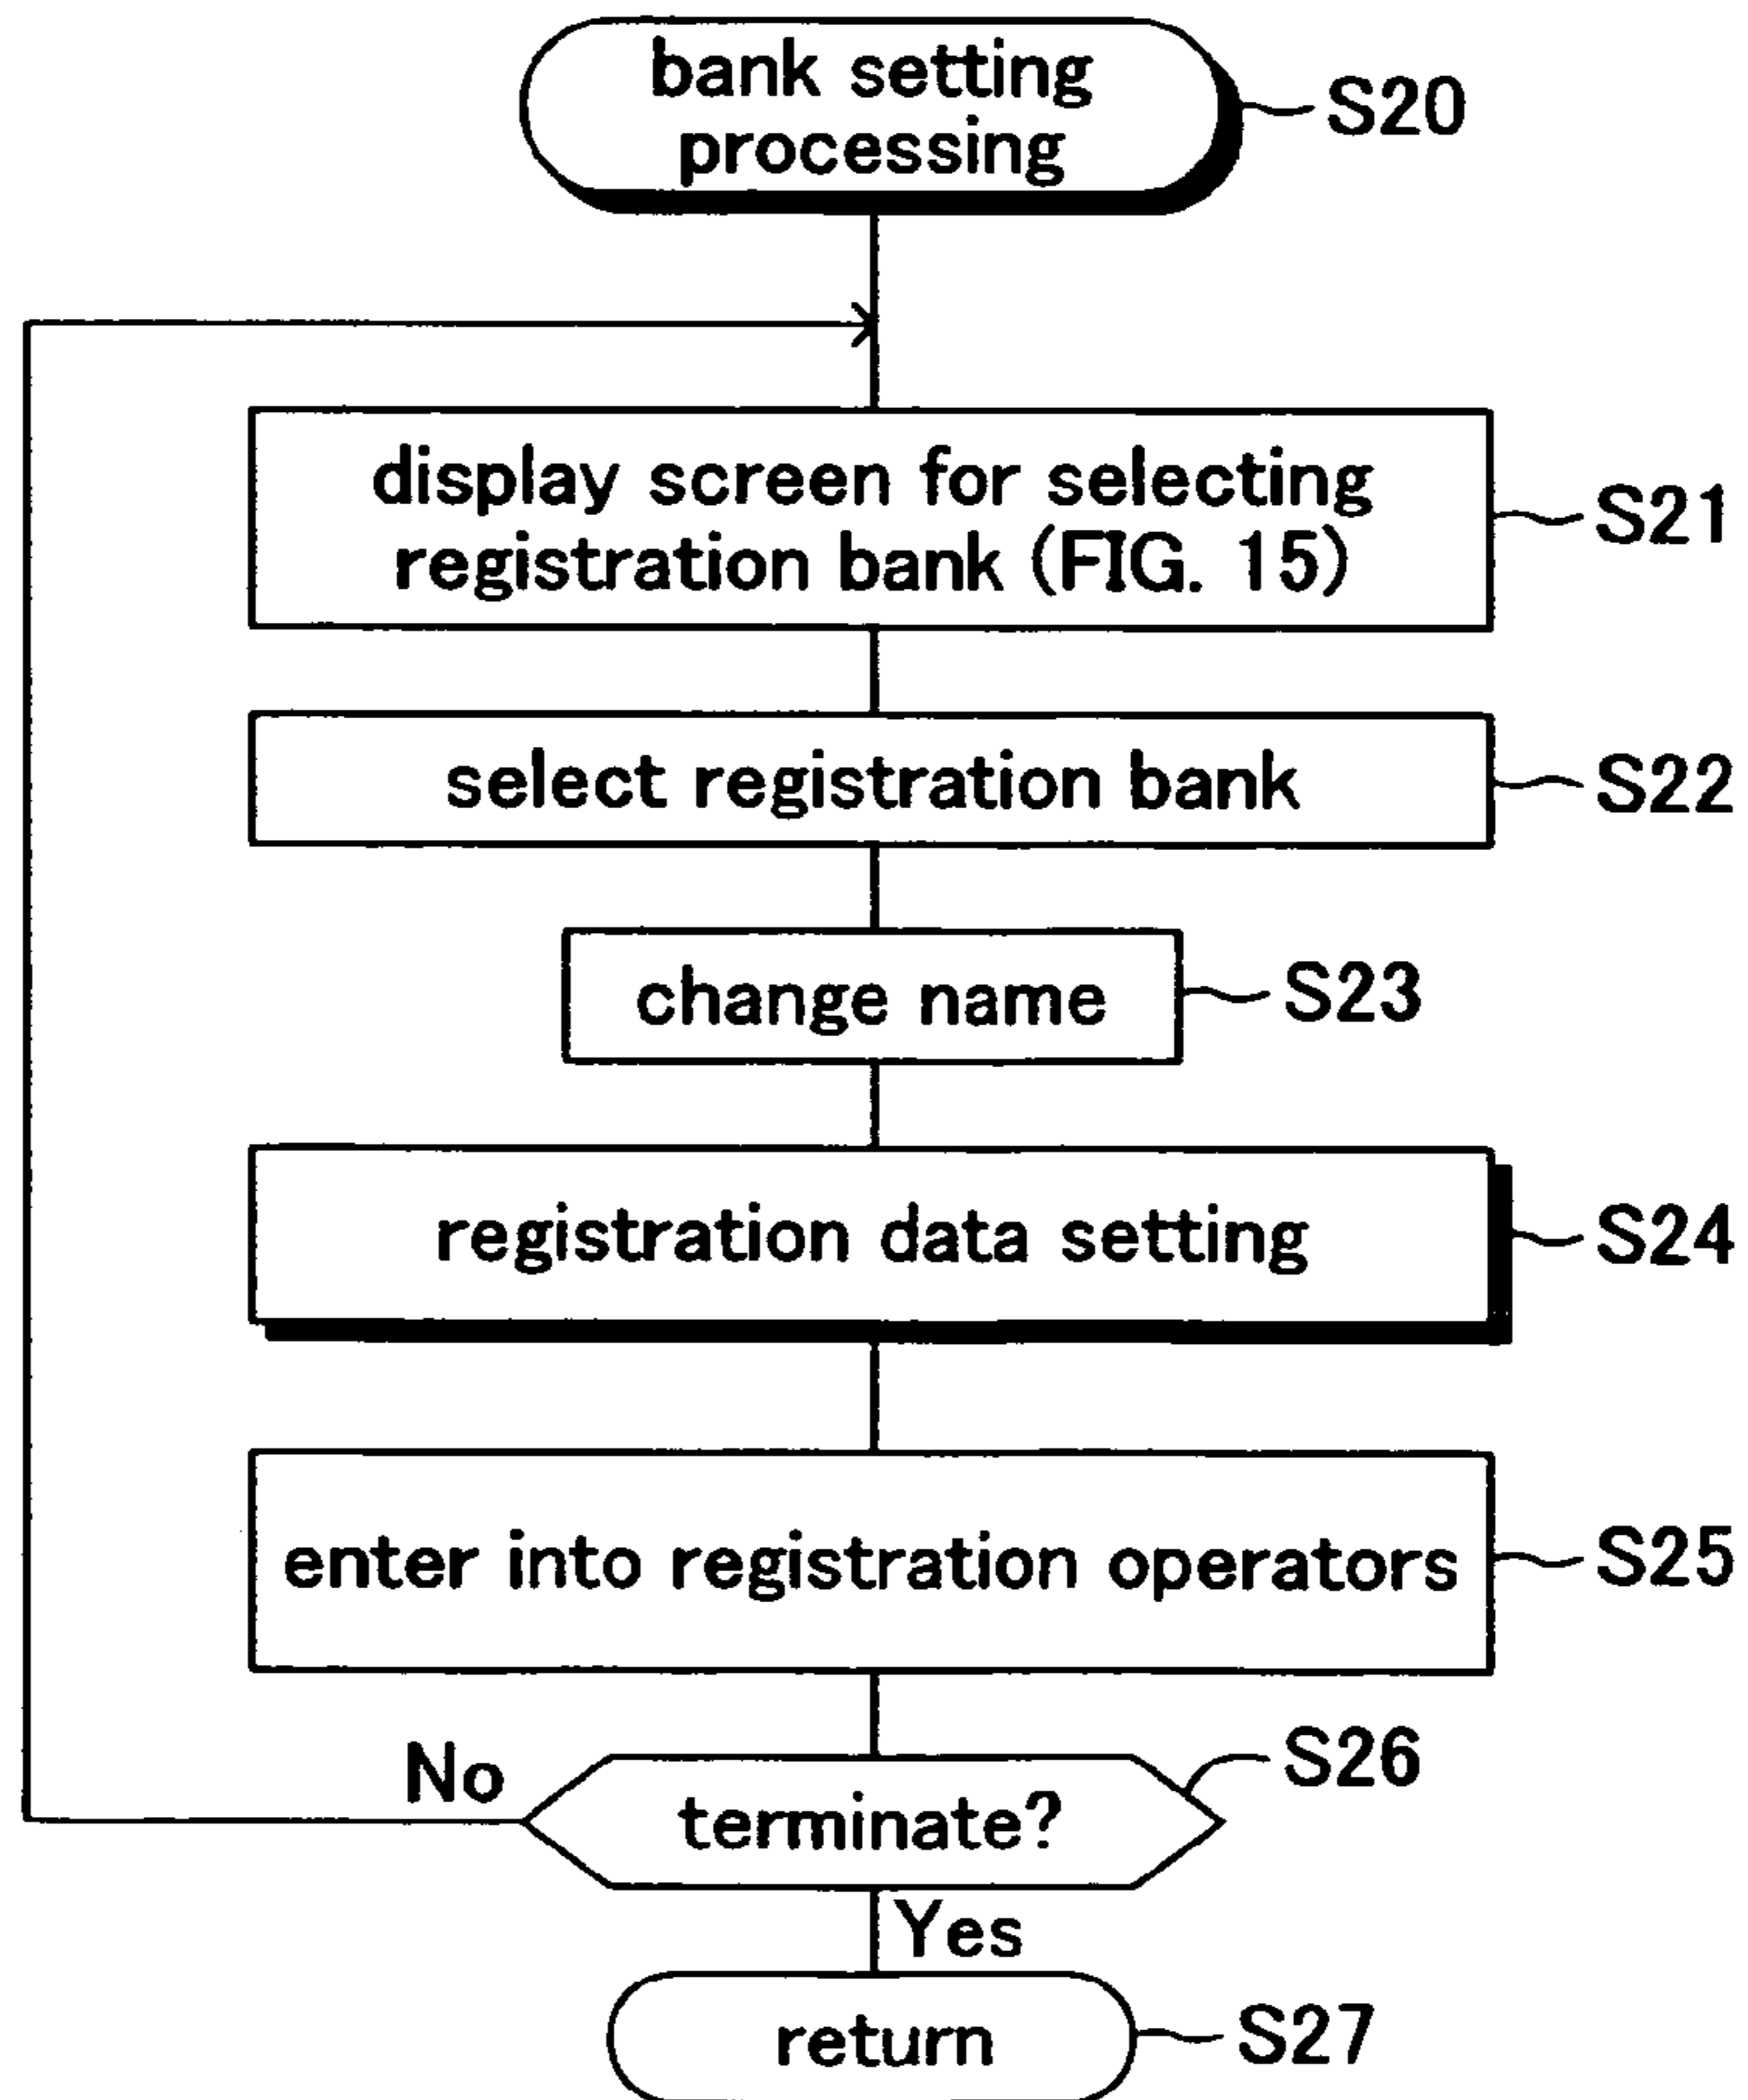 bank setting
processing
S20
display screen for selecting
registration bank (FIG. 15)
S21
select registration bank
S22
change name
S23
registration data setting
S24
enter into registration operators
S25
No
terminate?
S26
Yes
return
S27